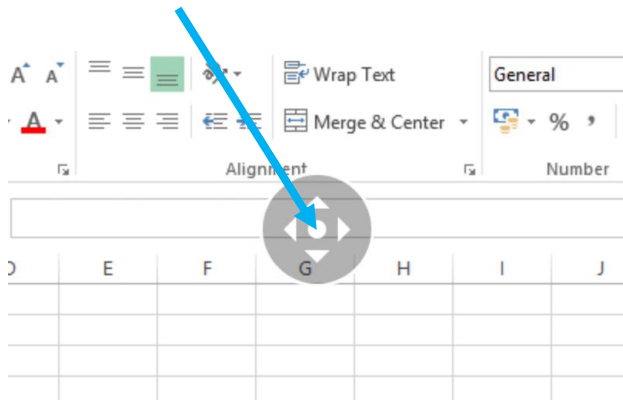 A A Wrap Text General
A Merge & Center % ,
Alignment Number
D E F G H I J